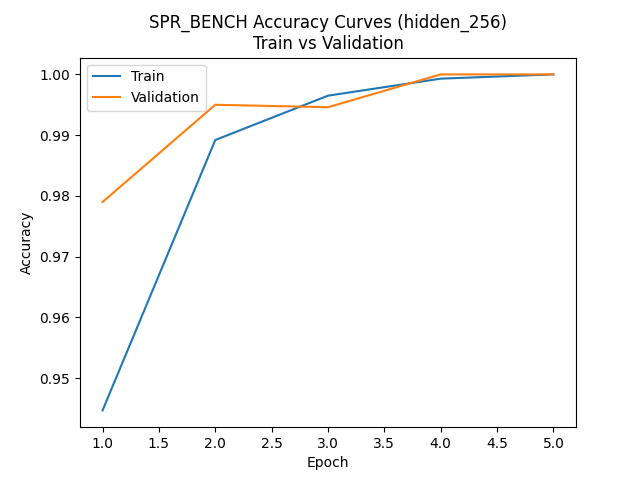 SPR_BENCH Accuracy Curves (hidden_256)
Train vs Validation
Train
Validation
Accuracy
1.00
0.99
0.98
0.97
0.96
0.95
1.0 1.5 2.0 2.5 3.0 3.5 4.0 4.5 5.0
Epoch